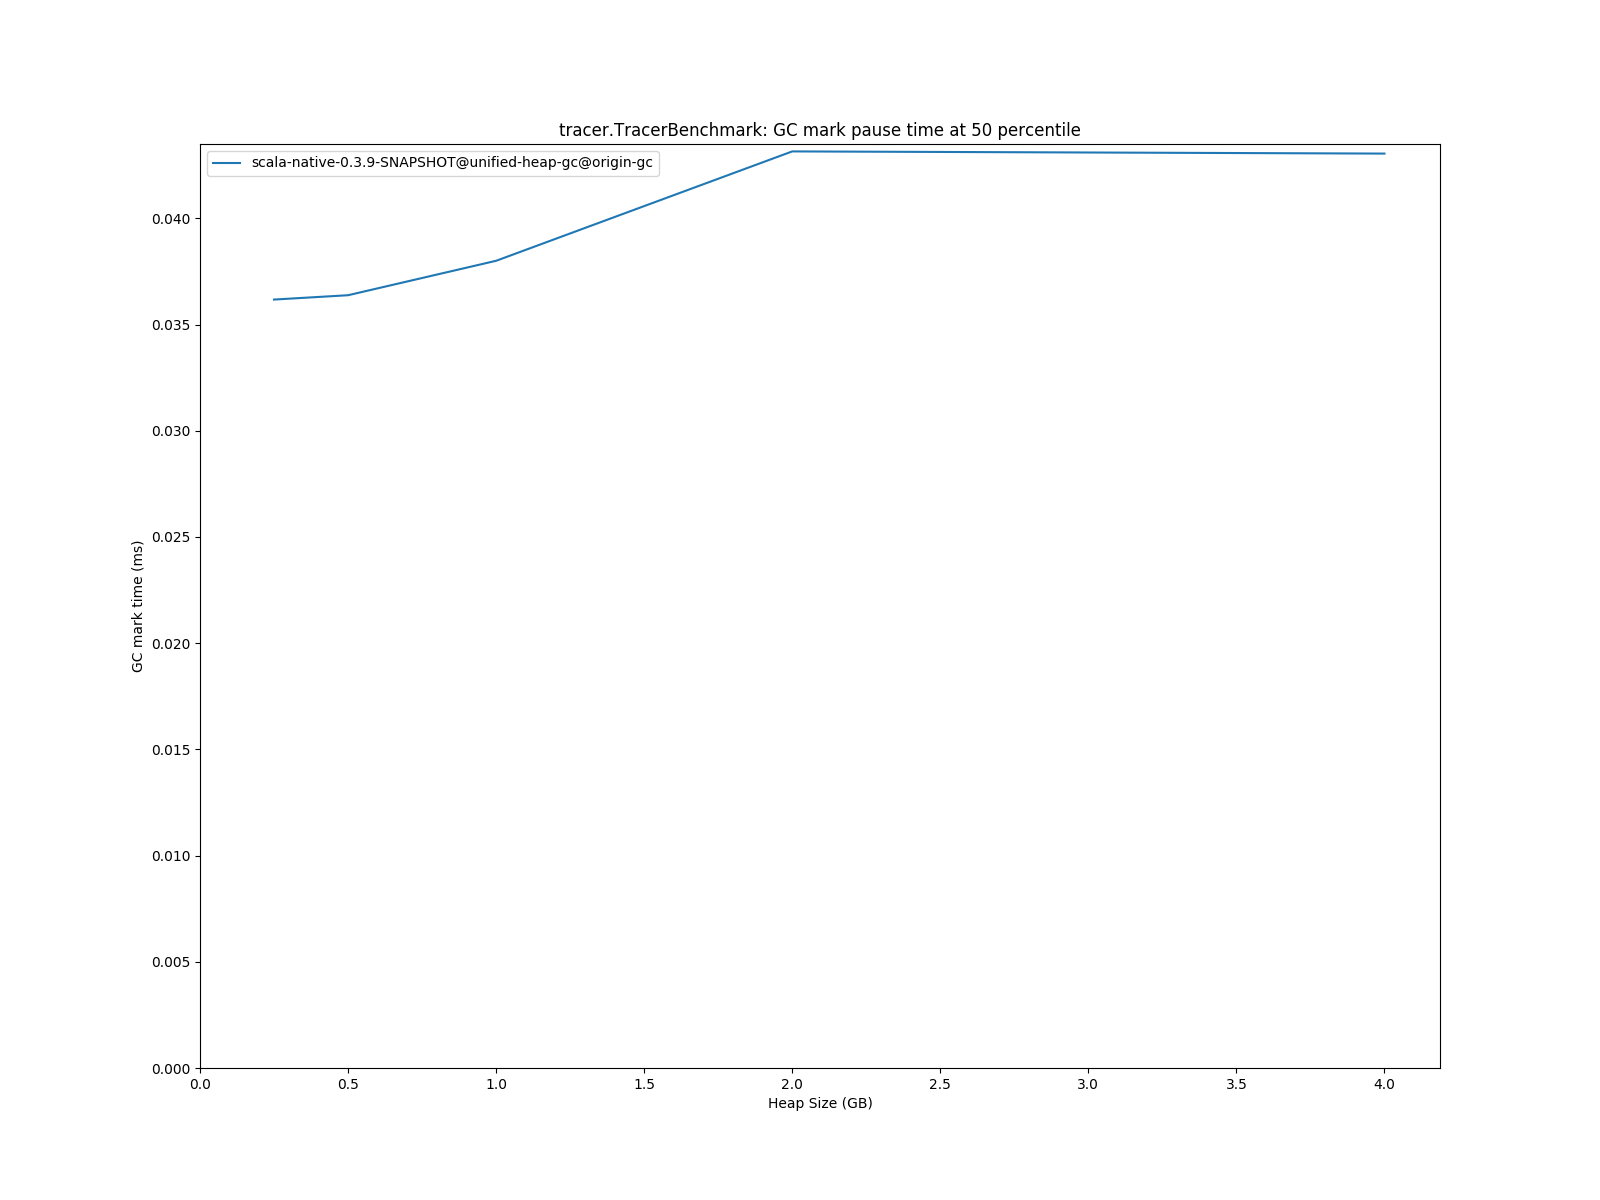 tracer.TracerBenchmark: GC mark pause time at 50 percentile
scala-native-0.3.9-SNAPSHOT@unified-heap-gc@origin-gc
0.040
0.035
0.030
0.025
0.020
0.015
0.010
0.005
0.000
GC mark time (ms)
0.0 0.5 1.0 1.5 2.0 2.5 3.0 3.5 4.0
Heap Size (GB)